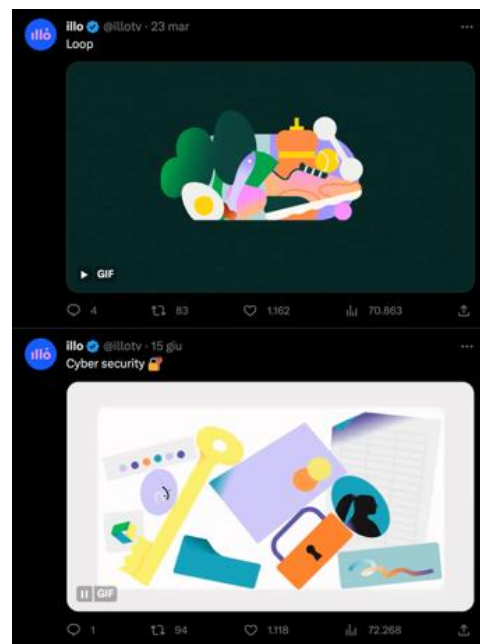 illo
illo @illotv · 23 mar
Loop
GIF
4 83 1.162 70.863
illo
illo @illotv · 15 giu
Cyber security
GIF
1 94 1.118 72.268